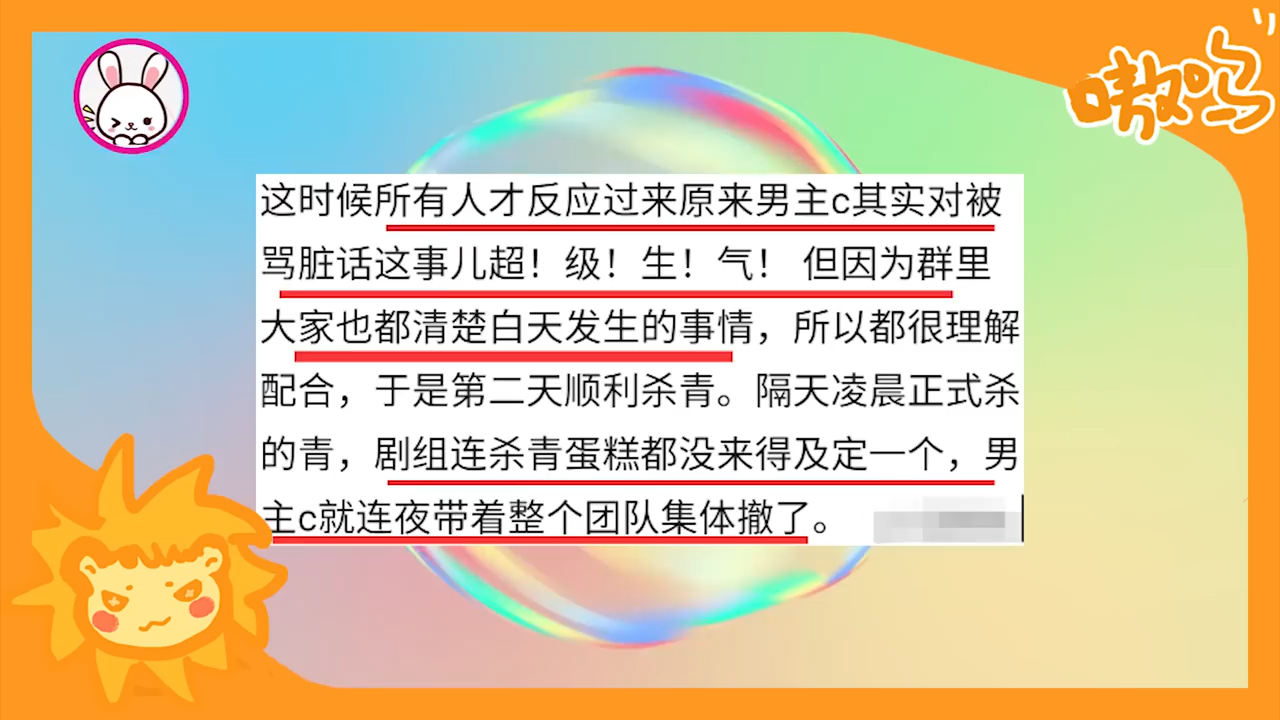 嗷呜
这时候所有人才反应过来原来男主c其实对被
骂脏话这事儿超！级！生！气！ 但因为群里
大家也都清楚白天发生的事情，所以都很理解
配合，于是第二天顺利杀青。隔天凌晨正式杀
的青，剧组连杀青蛋糕都没来得及定一个，男
主c就连夜带着整个团队集体撤了。